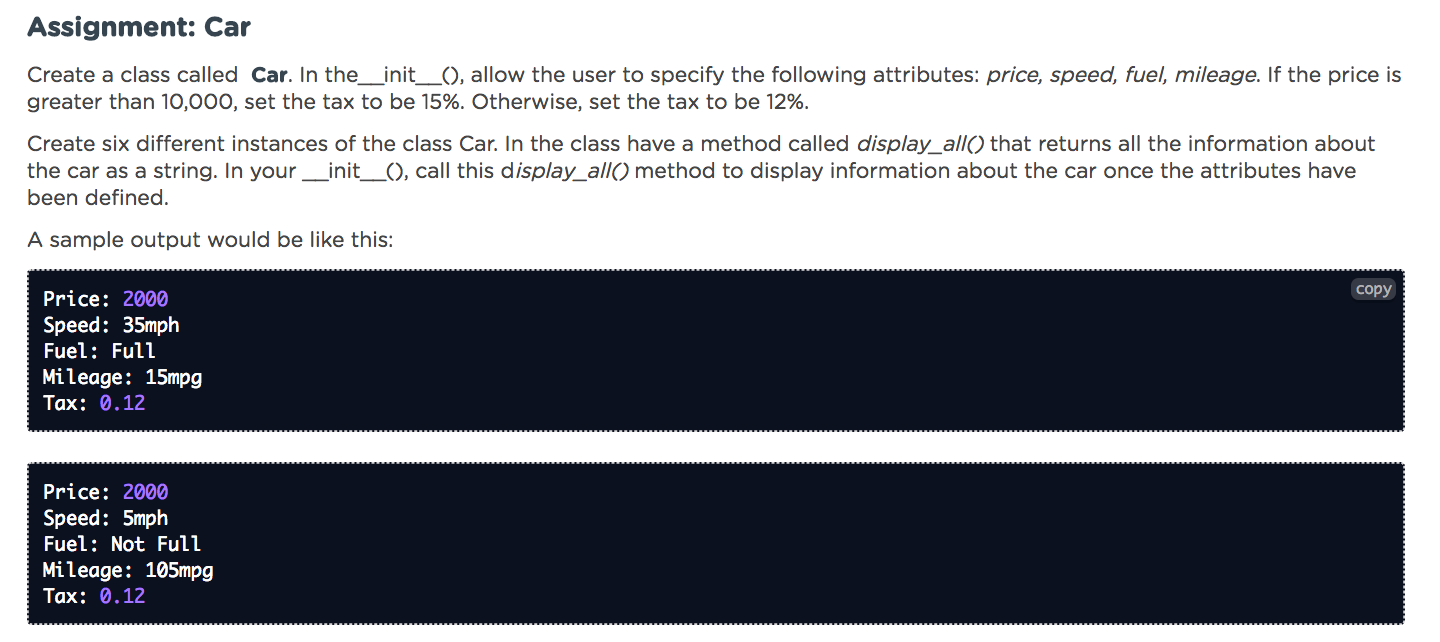 Assignment: Car
Create a class called Car. In the__init__(), allow the user to specify the following attributes: price, speed, fuel, mileage. If the price is
greater than 10,000, set the tax to be 15%. Otherwise, set the tax to be 12%.
Create six different instances of the class Car. In the class have a method called display_all() that returns all the information about
the car as a string. In your __init__(), call this display_all() method to display information about the car once the attributes have
been defined.
A sample output would be like this:
copy
Price: 2000
Speed: 35mph
Fuel: Full
Mileage: 15mpg
Tax: 0.12
Price: 2000
Speed: 5mph
Fuel: Not Full
Mileage: 105mpg
Tax: 0.12